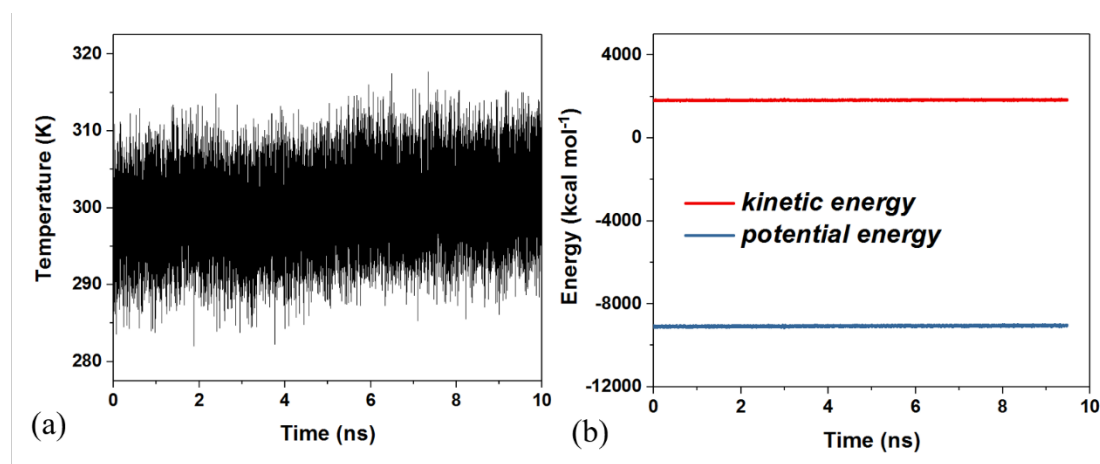 320
310
300
290
280
Temperature (K)
0
2
4
6
8
10
Time (ns)
(a)
4000
0
-4000
-8000
-12000
Energy (kcal mol⁻¹)
kinetic energy
potential energy
0
2
4
6
8
10
Time (ns)
(b)